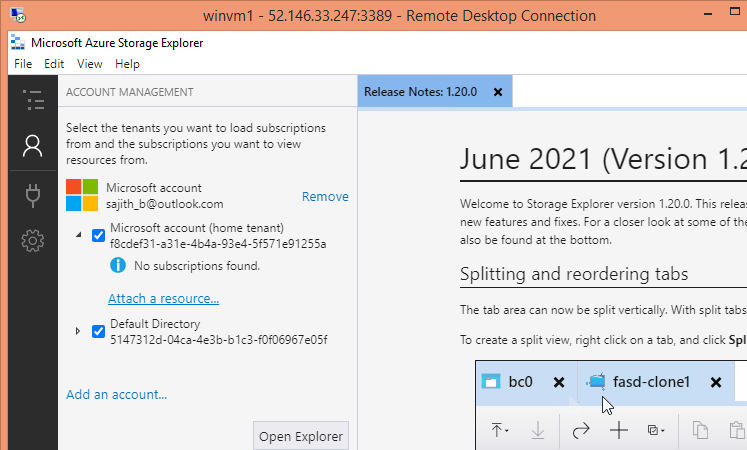 winvm1 - 52.146.33.247:3389 - Remote Desktop Connection
Microsoft Azure Storage Explorer
File Edit View Help
ACCOUNT MANAGEMENT
Select the tenants you want to load subscriptions
from and the subscriptions you want to view
resources from.
Microsoft account
sajith_b@outlook.com
Remove
Microsoft account (home tenant)
f8cdef31-a31e-4b4a-93e4-5f571e91255a
No subscriptions found.
Attach a resource...
Default Directory
5147312d-04ca-4e3b-b1c3-f0f06967e05f
Add an account...
Open Explorer
Release Notes: 1.20.0
June 2021 (Version 1.2
Welcome to Storage Explorer version 1.20.0. This relea
new features and fixes. For a closer look at some of the
also be found at the bottom.
Splitting and reordering tabs
The tab area can now be split vertically. With split tabs
To create a split view, right click on a tab, and click Spl
bc0
fasd-clone1